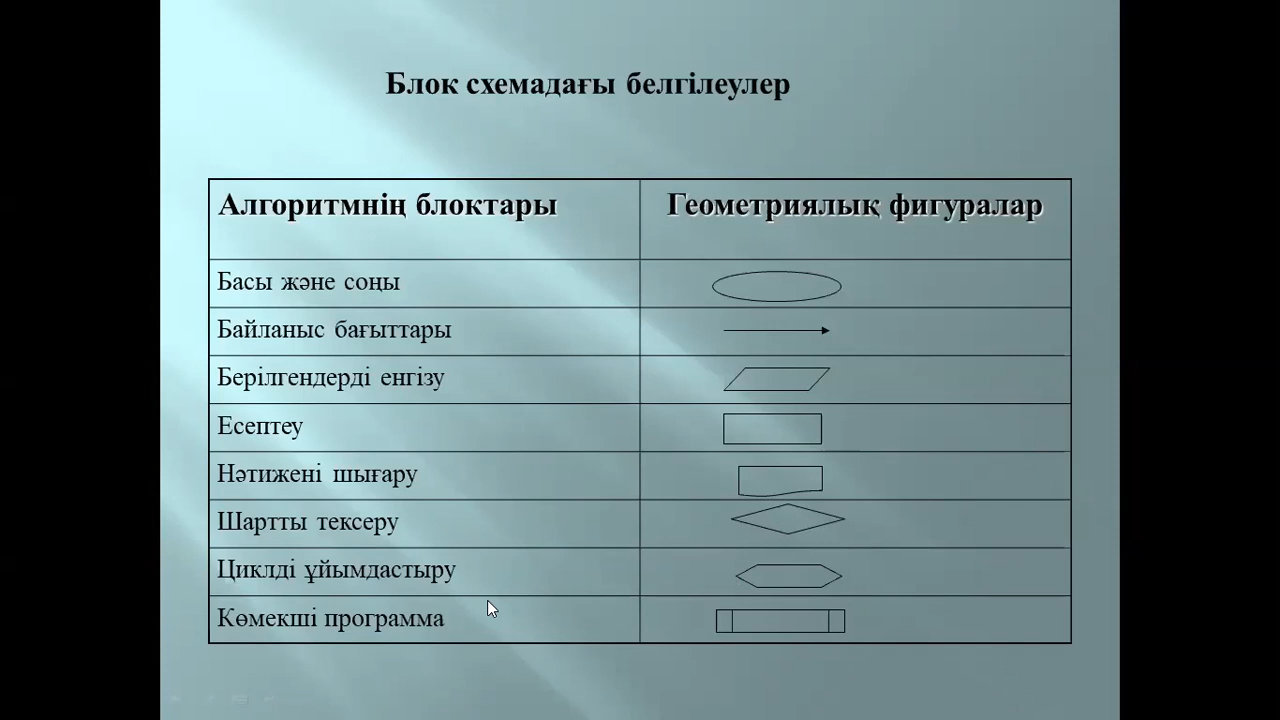 Блок схемадағы белгілеулер
Алгоритмнің блоктары
Геометриялық фигуралар
Басы және соңы
Байланыс бағыттары
Берілгендерді енгізу
Есептеу
Нәтижені шығару
Шартты тексеру
Циклді ұйымдастыру
Көмекші программа